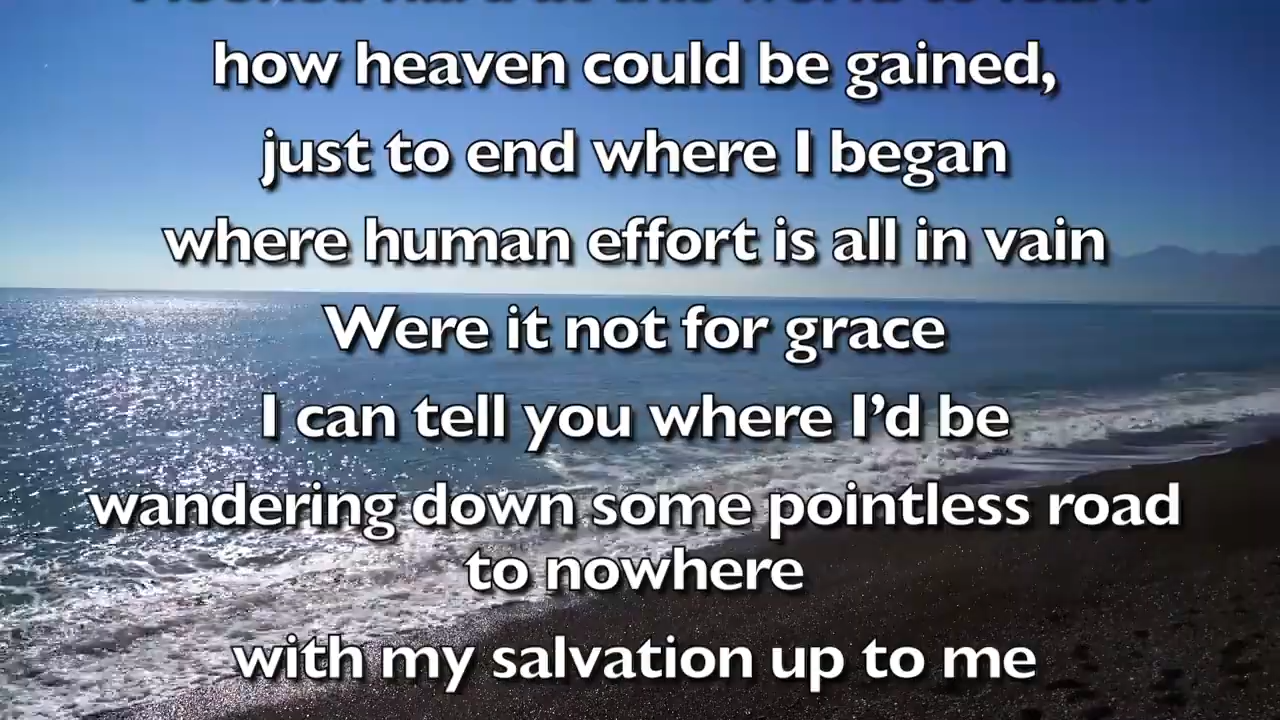 how heaven could be gained,
just to end where I began
where human effort is all in vain
Were it not for grace
I can tell you where I’d be
wandering down some pointless road
to nowhere
with my salvation up to me